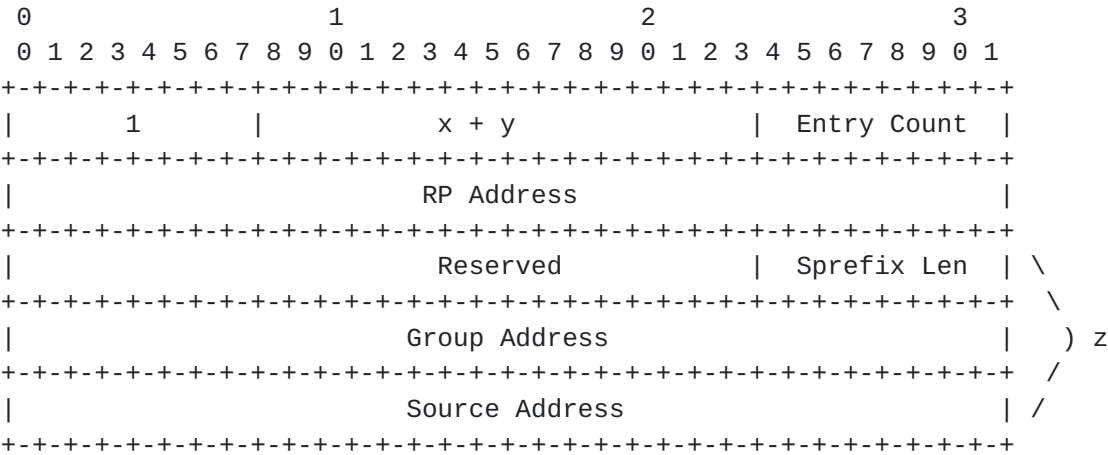 0                   1                   2                   3
 0 1 2 3 4 5 6 7 8 9 0 1 2 3 4 5 6 7 8 9 0 1 2 3 4 5 6 7 8 9 0 1
+-+-+-+-+-+-+-+-+-+-+-+-+-+-+-+-+-+-+-+-+-+-+-+-+-+-+-+-+-+-+-+-+
|       1       |           x + y               |  Entry Count  |
+-+-+-+-+-+-+-+-+-+-+-+-+-+-+-+-+-+-+-+-+-+-+-+-+-+-+-+-+-+-+-+-+
|                          RP Address                           |
+-+-+-+-+-+-+-+-+-+-+-+-+-+-+-+-+-+-+-+-+-+-+-+-+-+-+-+-+-+-+-+-+
|                           Reserved            |  Sprefix Len  | \
+-+-+-+-+-+-+-+-+-+-+-+-+-+-+-+-+-+-+-+-+-+-+-+-+-+-+-+-+-+-+-+-+  \
|                         Group Address                         |   ) z
+-+-+-+-+-+-+-+-+-+-+-+-+-+-+-+-+-+-+-+-+-+-+-+-+-+-+-+-+-+-+-+-+  /
|                         Source Address                        | /
+-+-+-+-+-+-+-+-+-+-+-+-+-+-+-+-+-+-+-+-+-+-+-+-+-+-+-+-+-+-+-+-+